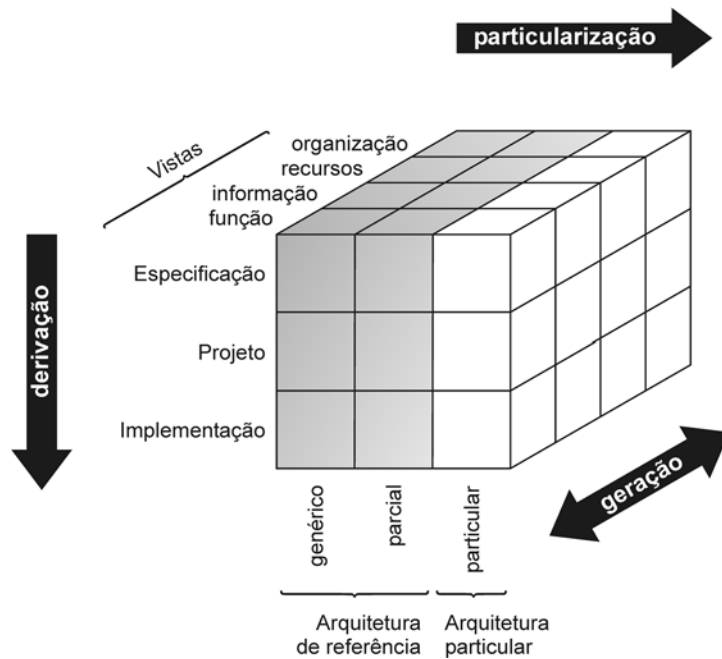 particularização
Vistas
organização
recursos
informação
função
derivação
Especificação
Projeto
Implementação
geração
genérico
parcial
particular
Arquitetura
de referência
Arquitetura
particular